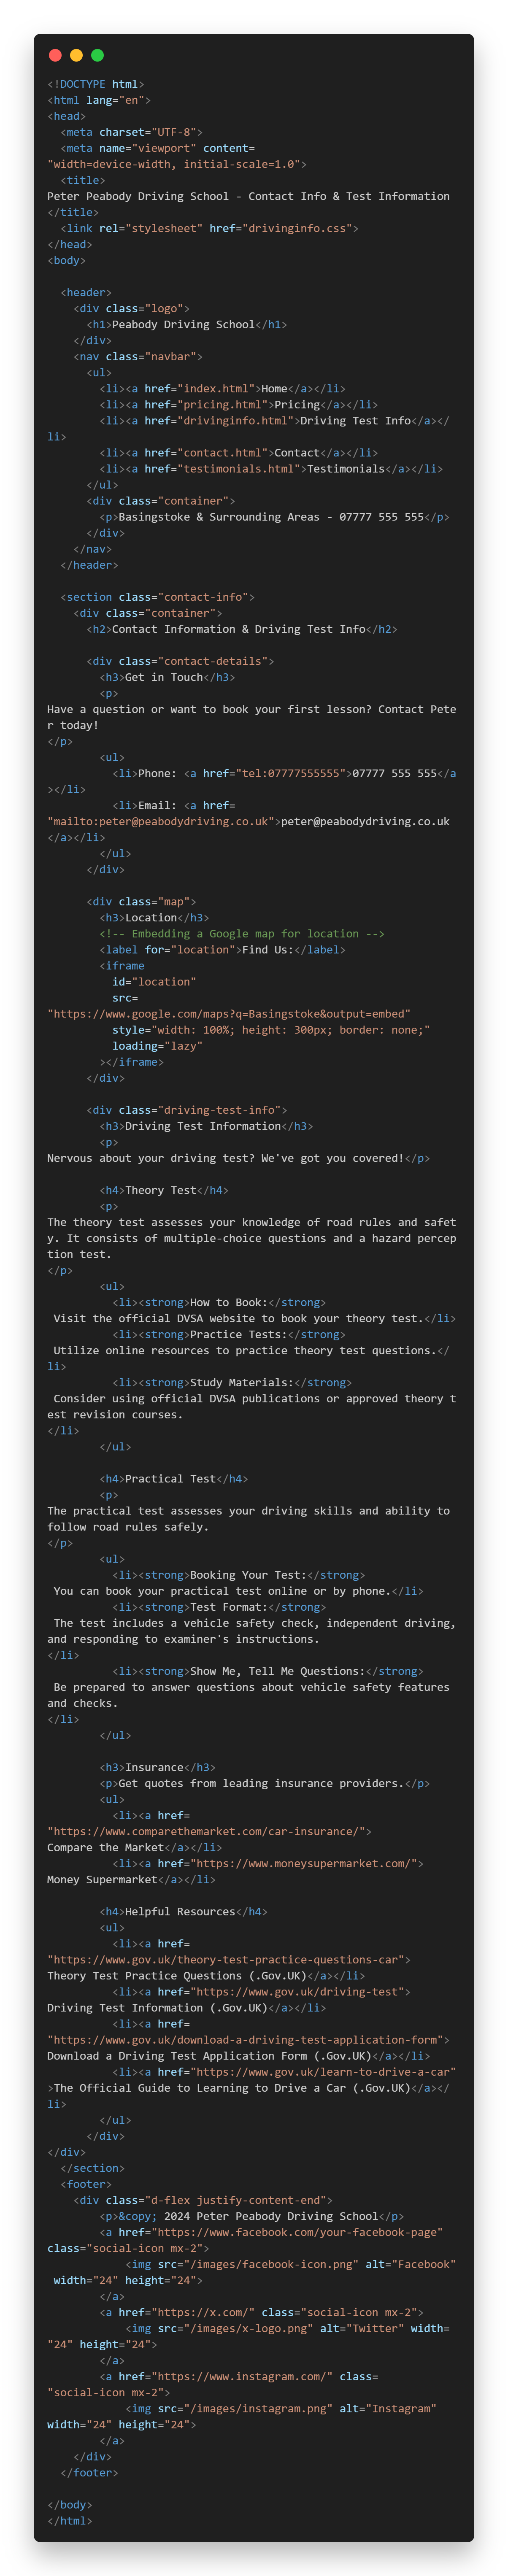 <!DOCTYPE html>
<html lang="en">
<head>
  <meta charset="UTF-8">
  <meta name="viewport" content=
"width=device-width, initial-scale=1.0">
  <title>
Peter Peabody Driving School - Contact Info & Test Information
</title>
  <link rel="stylesheet" href="drivinginfo.css">
</head>
<body>

  <header>
    <div class="logo">
      <h1>Peabody Driving School</h1>
    </div>
    <nav class="navbar">
      <ul>
        <li><a href="index.html">Home</a></li>
        <li><a href="pricing.html">Pricing</a></li>
        <li><a href="drivinginfo.html">Driving Test Info</a></
li>
        <li><a href="contact.html">Contact</a></li>
        <li><a href="testimonials.html">Testimonials</a></li>
      </ul>
      <div class="container">
        <p>Basingstoke & Surrounding Areas - 07777 555 555</p>
      </div>
    </nav>
  </header>

  <section class="contact-info">
    <div class="container">
      <h2>Contact Information & Driving Test Info</h2>

      <div class="contact-details">
        <h3>Get in Touch</h3>
        <p>
Have a question or want to book your first lesson? Contact Pete
r today!
</p>
        <ul>
          <li>Phone: <a href="tel:07777555555">07777 555 555</a
></li>
          <li>Email: <a href=
"mailto:peter@peabodydriving.co.uk">peter@peabodydriving.co.uk
</a></li>
        </ul>
      </div>

      <div class="map">
        <h3>Location</h3>
        <!-- Embedding a Google map for location -->
        <label for="location">Find Us:</label>
        <iframe
          id="location"
          src=
"https://www.google.com/maps?q=Basingstoke&output=embed"
          style="width: 100%; height: 300px; border: none;"
          loading="lazy"
        ></iframe>
      </div>

      <div class="driving-test-info">
        <h3>Driving Test Information</h3>
        <p>
Nervous about your driving test? We've got you covered!</p>

        <h4>Theory Test</h4>
        <p>
The theory test assesses your knowledge of road rules and safet
y. It consists of multiple-choice questions and a hazard percep
tion test.
</p>
        <ul>
          <li><strong>How to Book:</strong>
 Visit the official DVSA website to book your theory test.</li>
          <li><strong>Practice Tests:</strong>
 Utilize online resources to practice theory test questions.</
li>
          <li><strong>Study Materials:</strong>
 Consider using official DVSA publications or approved theory t
est revision courses.
</li>
        </ul>

        <h4>Practical Test</h4>
        <p>
The practical test assesses your driving skills and ability to
follow road rules safely.
</p>
        <ul>
          <li><strong>Booking Your Test:</strong>
 You can book your practical test online or by phone.</li>
          <li><strong>Test Format:</strong>
 The test includes a vehicle safety check, independent driving,
and responding to examiner's instructions.
</li>
          <li><strong>Show Me, Tell Me Questions:</strong>
 Be prepared to answer questions about vehicle safety features
and checks.
</li>
        </ul>

        <h3>Insurance</h3>
        <p>Get quotes from leading insurance providers.</p>
        <ul>
          <li><a href=
"https://www.comparethemarket.com/car-insurance/">
Compare the Market</a></li>
          <li><a href="https://www.moneysupermarket.com/">
Money Supermarket</a></li>

        <h4>Helpful Resources</h4>
        <ul>
          <li><a href=
"https://www.gov.uk/theory-test-practice-questions-car">
Theory Test Practice Questions (.Gov.UK)</a></li>
          <li><a href="https://www.gov.uk/driving-test">
Driving Test Information (.Gov.UK)</a></li>
          <li><a href=
"https://www.gov.uk/download-a-driving-test-application-form">
Download a Driving Test Application Form (.Gov.UK)</a></li>
          <li><a href="https://www.gov.uk/learn-to-drive-a-car"
>The Official Guide to Learning to Drive a Car (.Gov.UK)</a></
li>
        </ul>
      </div>
</div>
  </section>
  <footer>
    <div class="d-flex justify-content-end">
        <p>&copy; 2024 Peter Peabody Driving School</p>
        <a href="https://www.facebook.com/your-facebook-page"
class="social-icon mx-2">
            <img src="/images/facebook-icon.png" alt="Facebook"
 width="24" height="24">
        </a>
        <a href="https://x.com/" class="social-icon mx-2">
            <img src="/images/x-logo.png" alt="Twitter" width=
"24" height="24">
        </a>
        <a href="https://www.instagram.com/" class=
"social-icon mx-2">
            <img src="/images/instagram.png" alt="Instagram"
width="24" height="24">
        </a>
    </div>
  </footer>

</body>
</html>